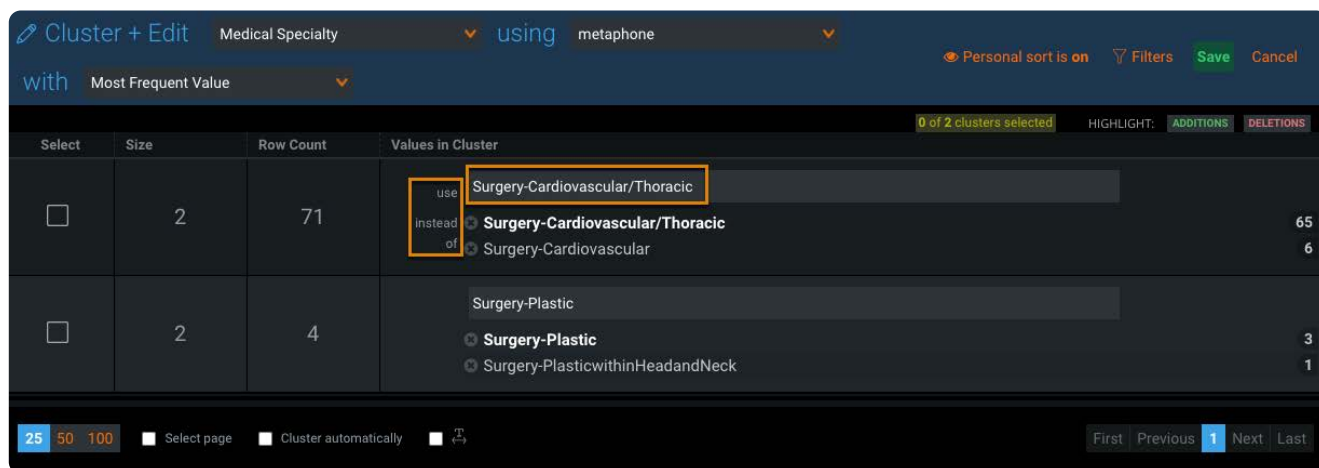 Cluster + Edit Medical Specialty using metaphone
Personal sort is on Filters Save Cancel
with Most Frequent Value
0 of 2 clusters selected HIGHLIGHT: ADDITIONS DELETIONS
Select Size Row Count Values in Cluster
use Surgery-Cardiovascular/Thoracic
2 71 instead Surgery-Cardiovascular/Thoracic 65
of Surgery-Cardiovascular 6
Surgery-Plastic
2 4 Surgery-Plastic 3
Surgery-PlasticwithinHeadandNeck 1
25 50 100 Select page Cluster automatically T First Previous 1 Next Last